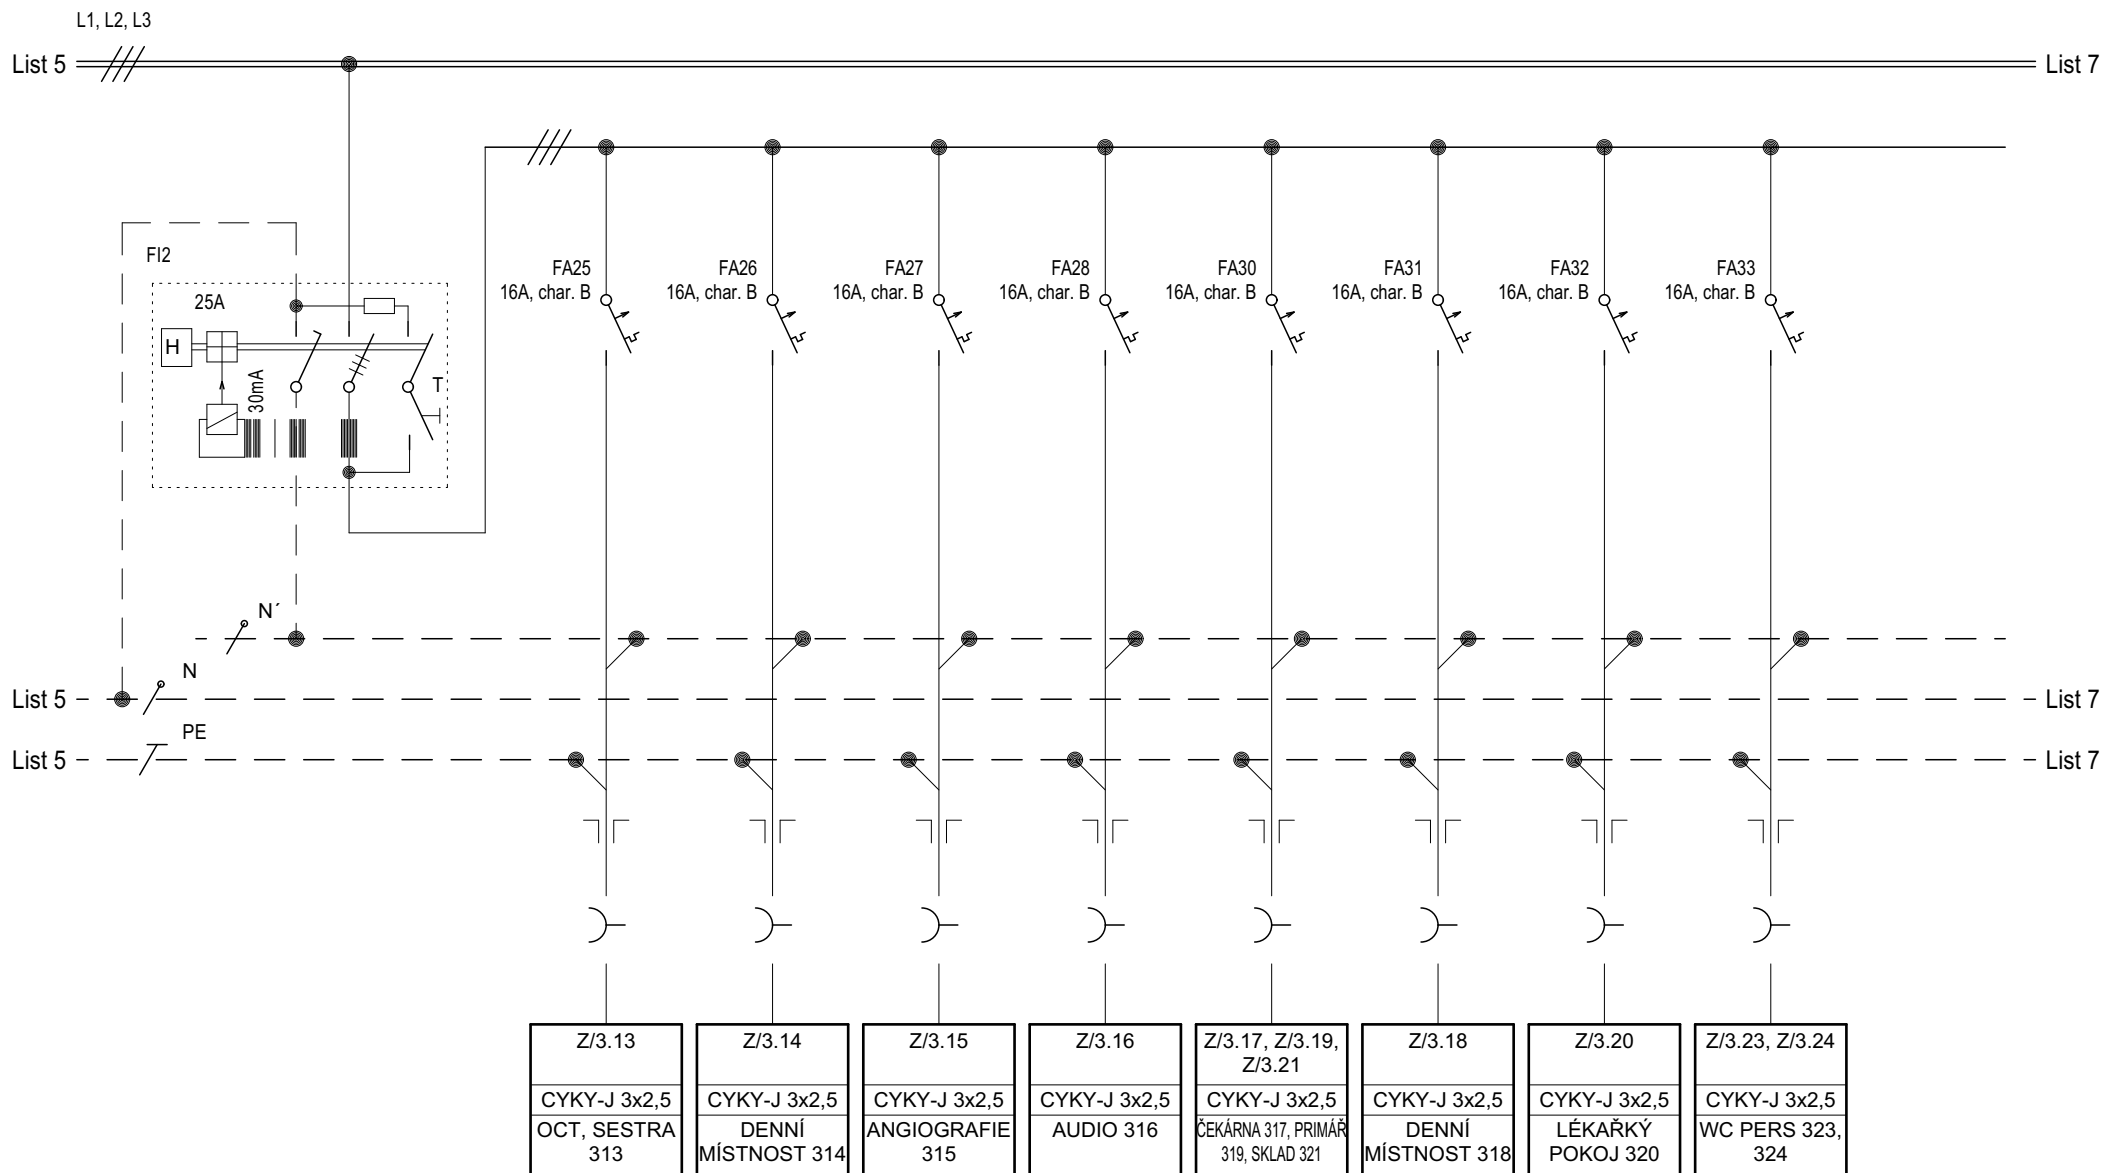 L1, L2, L3
List 5
List 7
FI2
25A
H
30mA
T
FA25
16A, char. B
FA26
16A, char. B
FA27
16A, char. B
FA28
16A, char. B
FA30
16A, char. B
FA31
16A, char. B
FA32
16A, char. B
FA33
16A, char. B
N´
N
List 5
List 7
PE
List 5
List 7
Z/3.13
CYKY-J 3x2,5
OCT, SESTRA
313
Z/3.14
CYKY-J 3x2,5
DENNÍ
MÍSTNOST 314
Z/3.15
CYKY-J 3x2,5
ANGIOGRAFIE
315
Z/3.16
CYKY-J 3x2,5
AUDIO 316
Z/3.17, Z/3.19,
Z/3.21
CYKY-J 3x2,5
ČEKÁRNA 317, PRIMÁŘ
319, SKLAD 321
Z/3.18
CYKY-J 3x2,5
DENNÍ
MÍSTNOST 318
Z/3.20
CYKY-J 3x2,5
LÉKAŘKÝ
POKOJ 320
Z/3.23, Z/3.24
CYKY-J 3x2,5
WC PERS 323,
324